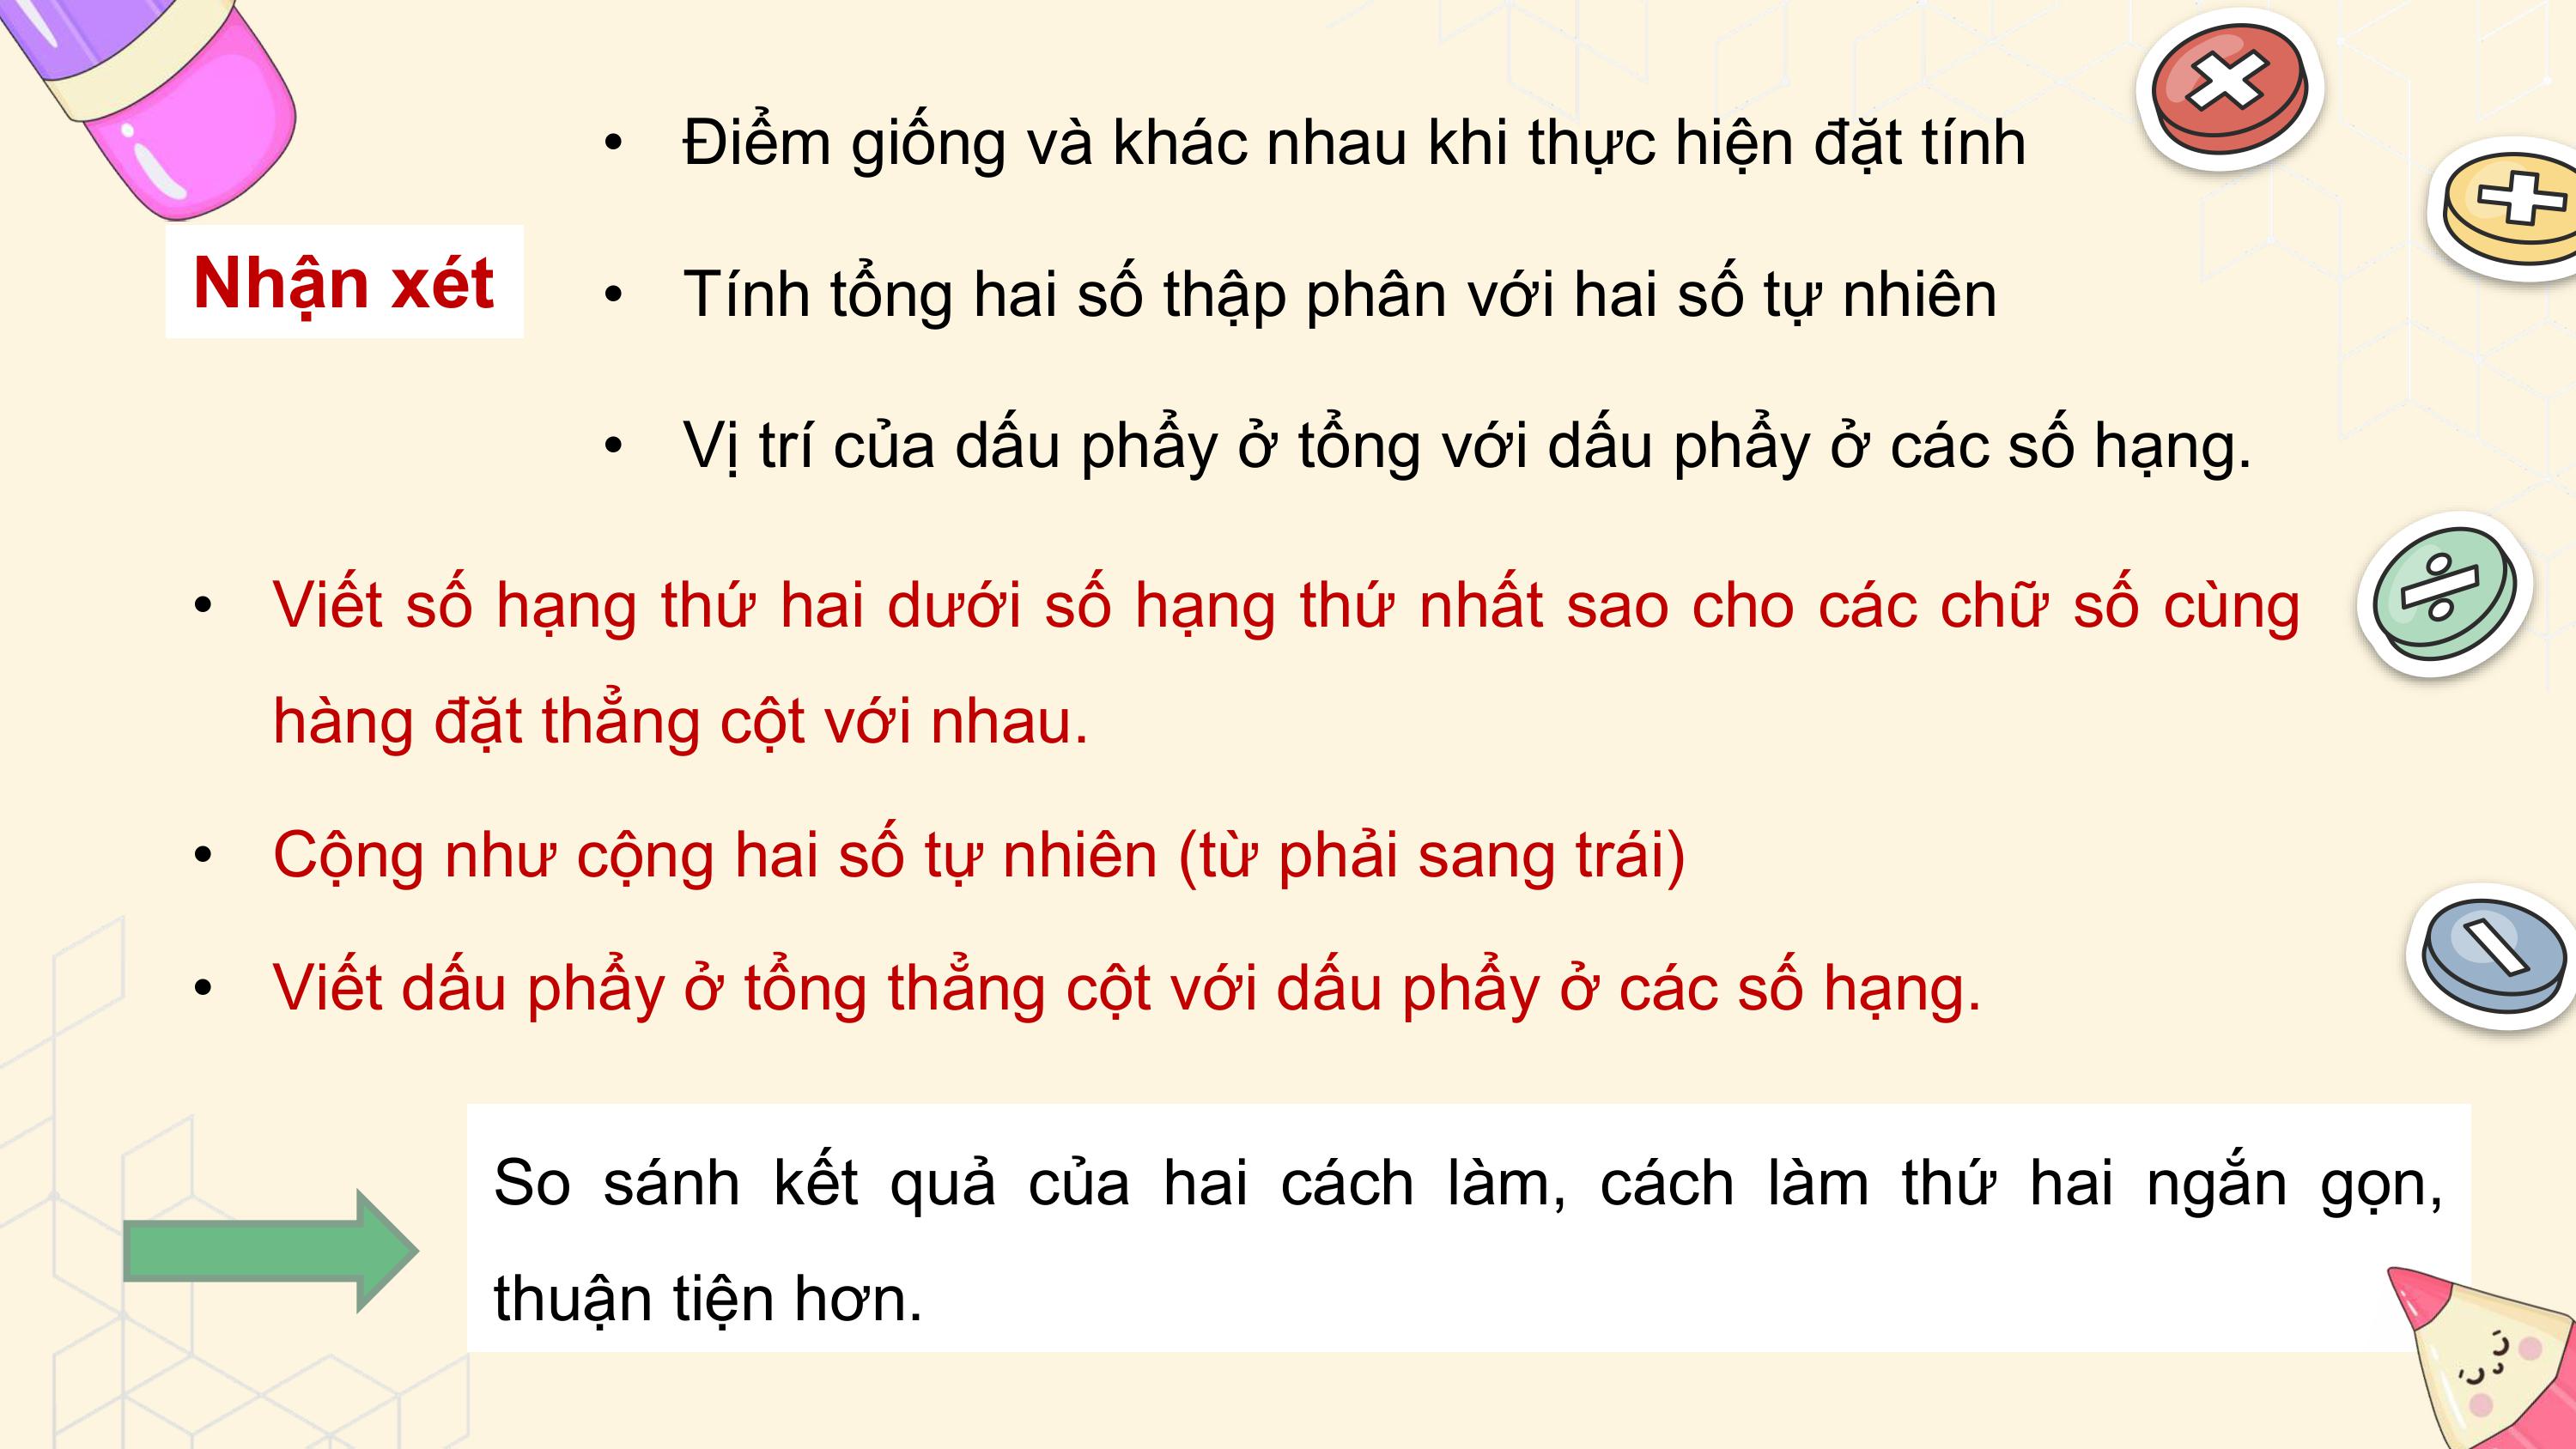 Nhận xét
• Điểm giống và khác nhau khi thực hiện đặt tính
• Tính tổng hai số thập phân với hai số tự nhiên
• Vị trí của dấu phẩy ở tổng với dấu phẩy ở các số hạng.
• Viết số hạng thứ hai dưới số hạng thứ nhất sao cho các chữ số cùng
hàng đặt thẳng cột với nhau.
• Cộng như cộng hai số tự nhiên (từ phải sang trái)
• Viết dấu phẩy ở tổng thẳng cột với dấu phẩy ở các số hạng.
So sánh kết quả của hai cách làm, cách làm thứ hai ngắn gọn,
thuận tiện hơn.